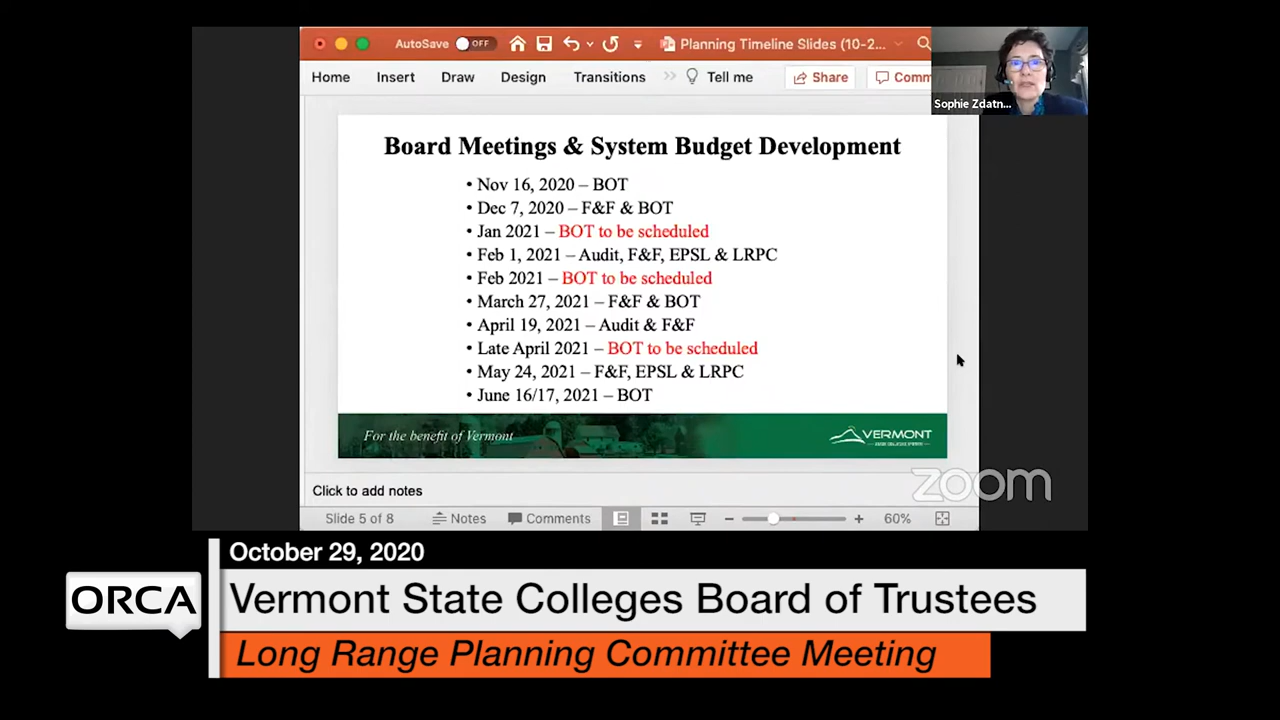 AutoSave OFF
Planning Timeline Slides (10-2...
Home Insert Draw Design Transitions Tell me Share Comm
Sophie Zdatn...
Board Meetings & System Budget Development
• Nov 16, 2020 – BOT
• Dec 7, 2020 – F&F & BOT
• Jan 2021 – BOT to be scheduled
• Feb 1, 2021 – Audit, F&F, EPSL & LRPC
• Feb 2021 – BOT to be scheduled
• March 27, 2021 – F&F & BOT
• April 19, 2021 – Audit & F&F
• Late April 2021 – BOT to be scheduled
• May 24, 2021 – F&F, EPSL & LRPC
• June 16/17, 2021 – BOT
For the benefit of Vermont
VERMONT
Click to add notes
zoom
Slide 5 of 8 Notes Comments 60%
October 29, 2020
ORCA
Vermont State Colleges Board of Trustees
Long Range Planning Committee Meeting